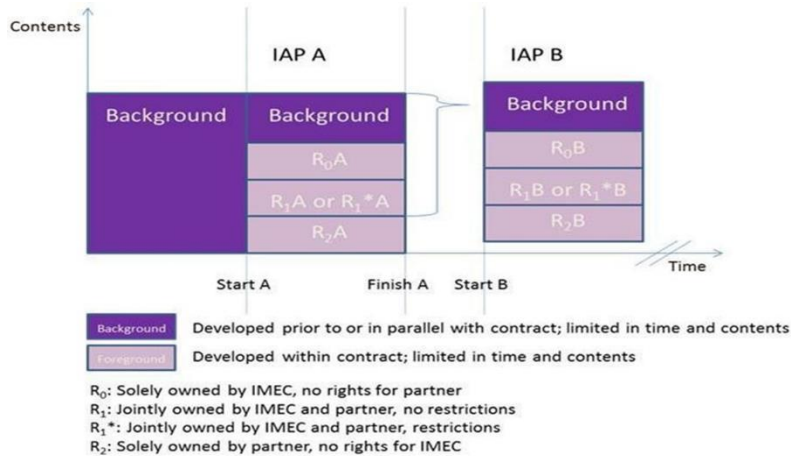 Contents
IAP A
IAP B
Background
Background
Background
R₀A
R₀B
R₁A or R₁*A
R₁B or R₁*B
R₂A
R₂B
Time
Start A
Finish A
Start B
Background
Developed prior to or in parallel with contract; limited in time and contents
Foreground
Developed within contract; limited in time and contents
R₀: Solely owned by IMEC, no rights for partner
R₁: Jointly owned by IMEC and partner, no restrictions
R₁*: Jointly owned by IMEC and partner, restrictions
R₂: Solely owned by partner, no rights for IMEC